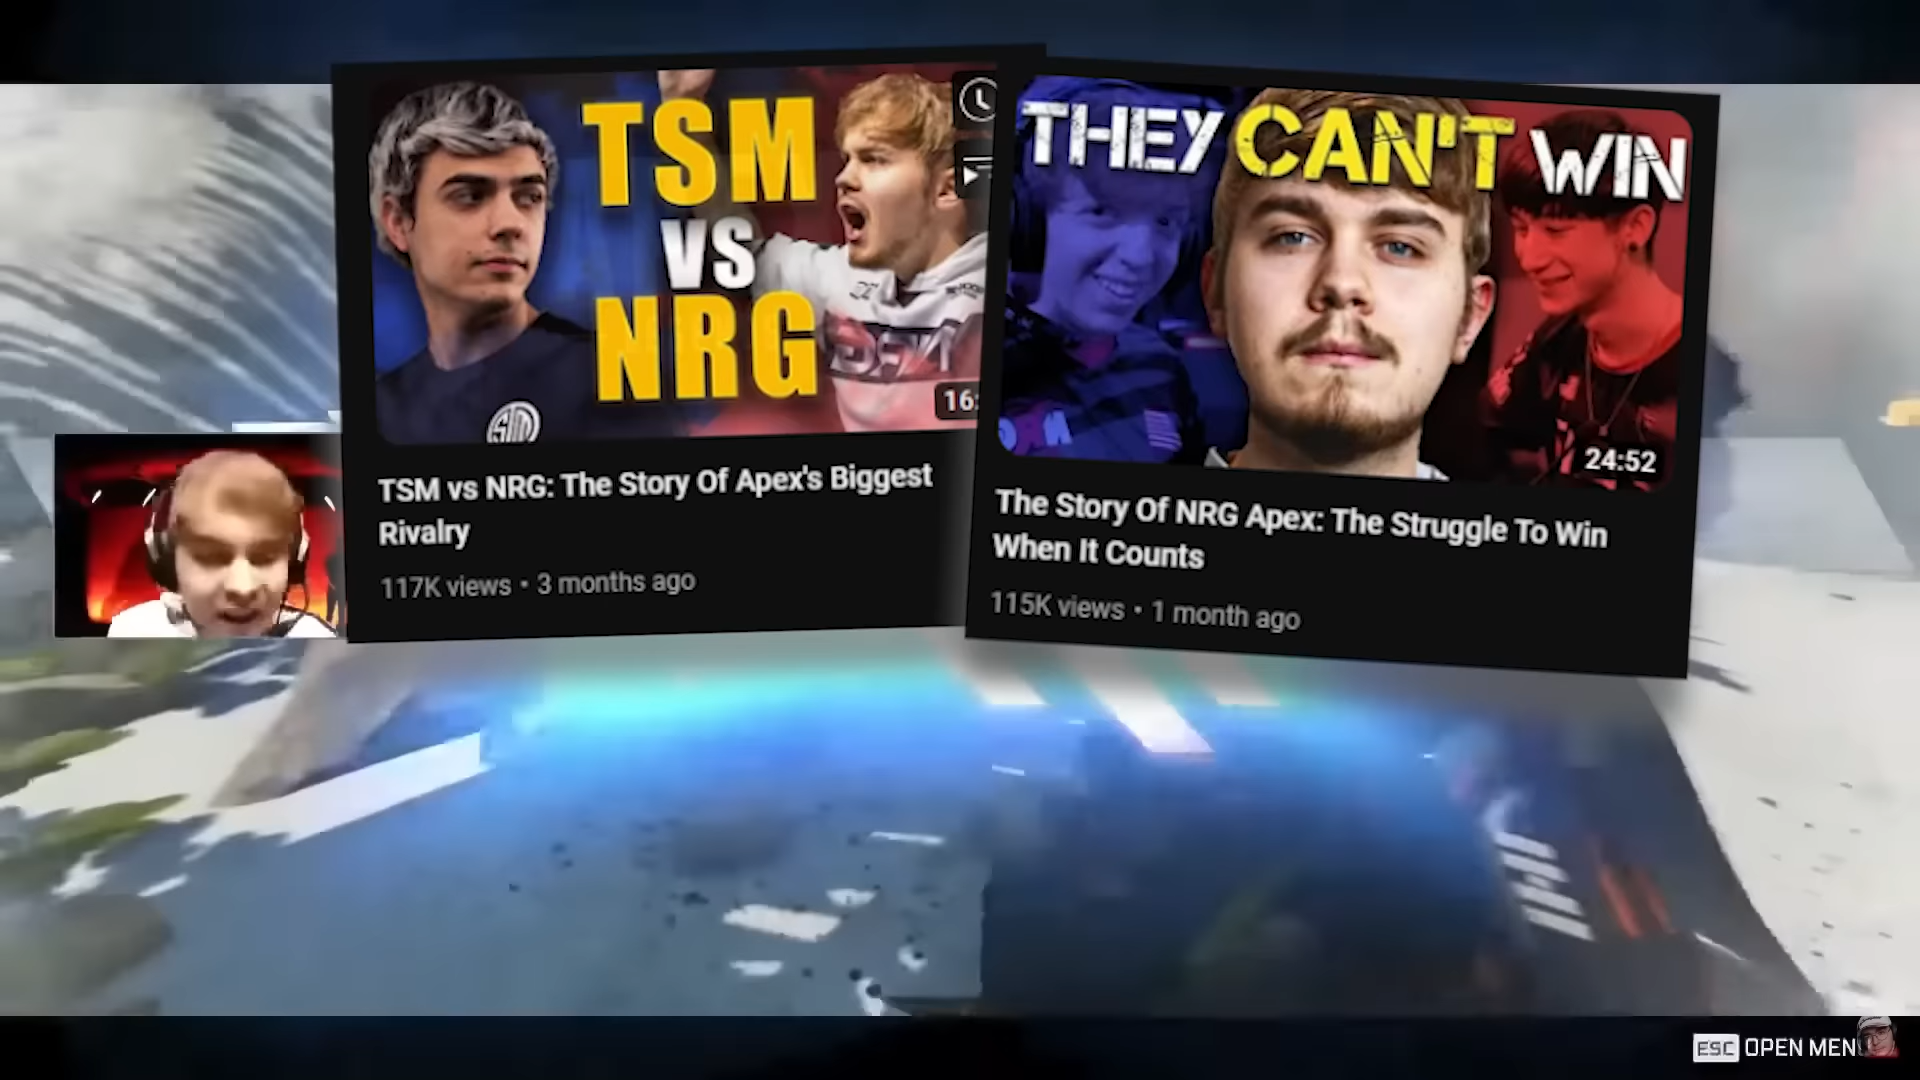 TSM
VS
NRG
TSM
16:
TSM vs NRG: The Story Of Apex's Biggest
Rivalry
117K views • 3 months ago
THEY CAN'T WIN
24:52
The Story Of NRG Apex: The Struggle To Win
When It Counts
115K views • 1 month ago
ESC OPEN MEN